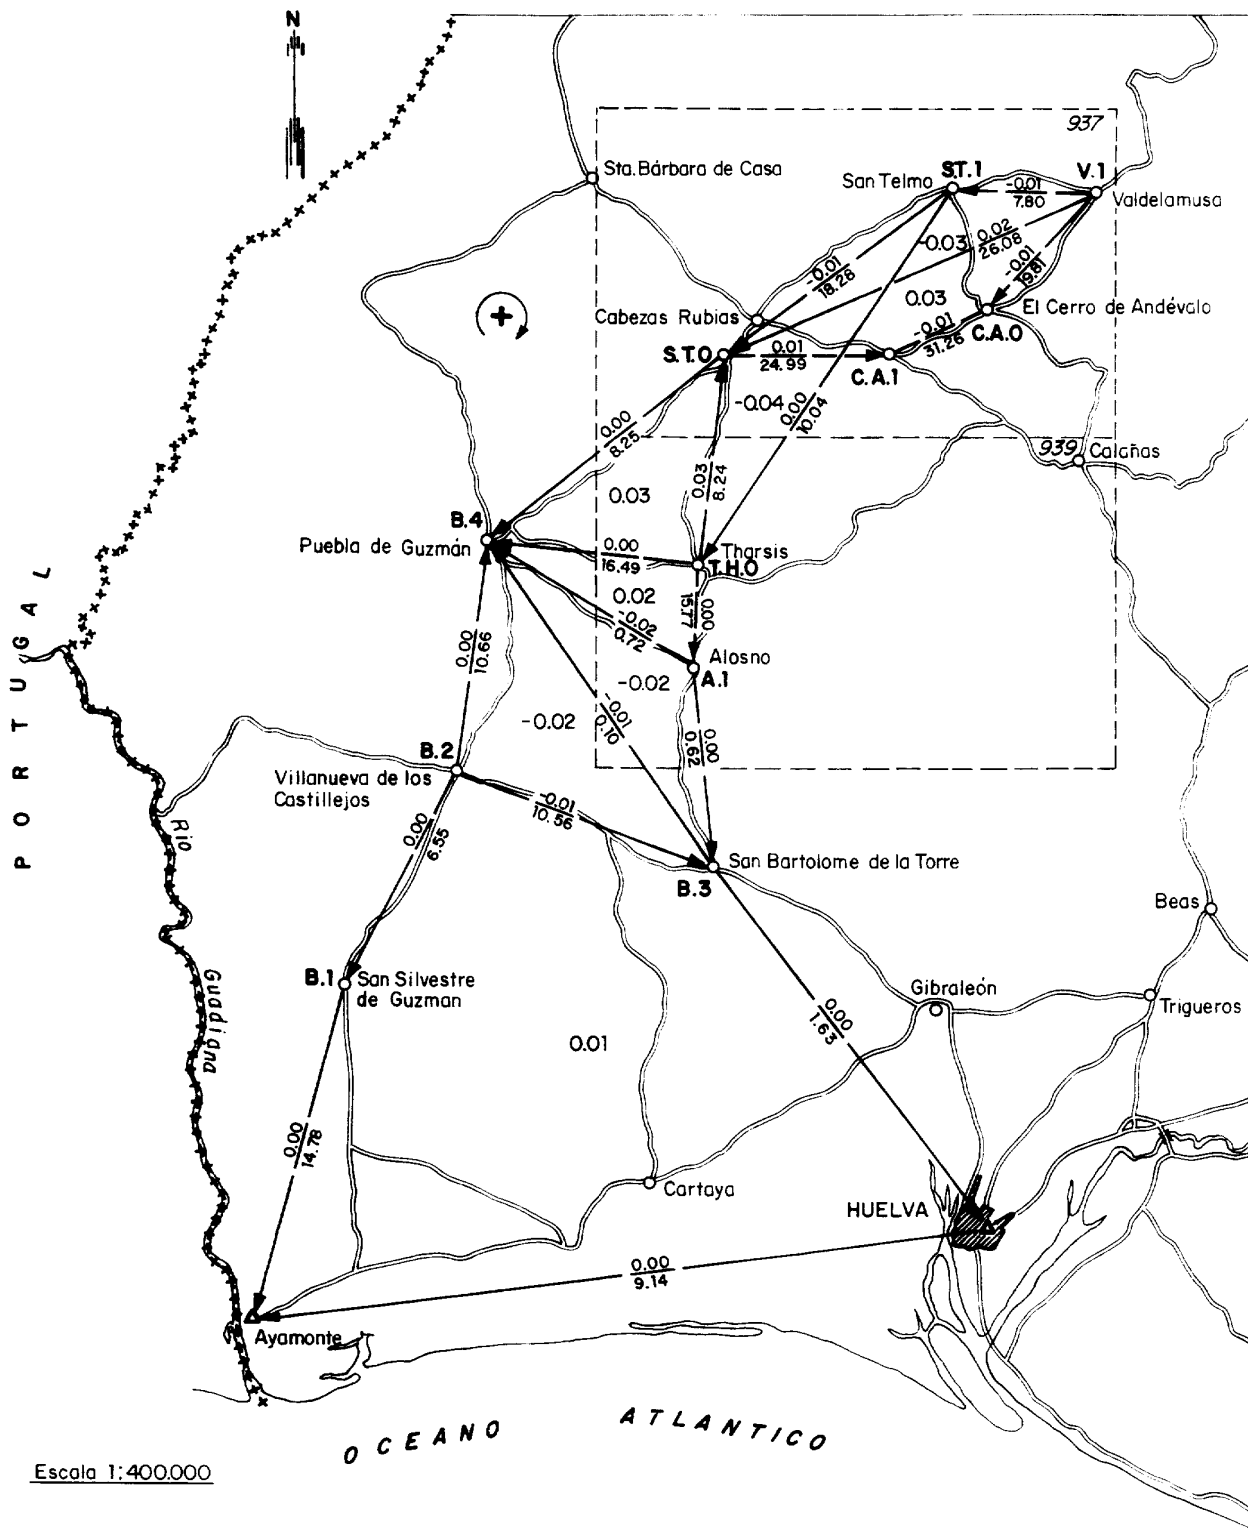 N
937
Sta. Bárbara de Casa
San Telmo
S.T.1
V.1
Valdelamusa
-0.01
7.80
-0.03
0.02
26.08
-0.01
18.26
-0.01
19.81
0.03
Cabezas Rubias
El Cerro de Andévalo
C.A.0
-0.01
31.26
+
S.T.0
0.01
24.99
C.A.1
-0.04
0.00
10.04
0.00
8.25
939
Calañas
0.03
0.03
8.24
B.4
Puebla de Guzmán
0.00
16.49
Tharsis
T.H.0
0.02
-0.02
0.72
0.00
15.77
0.00
10.66
Alosno
A.1
-0.02
-0.02
-0.01
0.10
0.00
0.62
PORTUGAL
B.2
Villanueva de los
Castillejos
-0.01
10.56
0.00
6.55
Rio
San Bartolome de la Torre
B.3
Beas
B.1
San Silvestre
de Guzman
Guadiana
Gibraleón
Trigueros
0.00
1.63
0.01
0.00
14.78
Cartaya
HUELVA
0.00
9.14
Ayamonte
OCEANO ATLANTICO
Escala 1:400.000